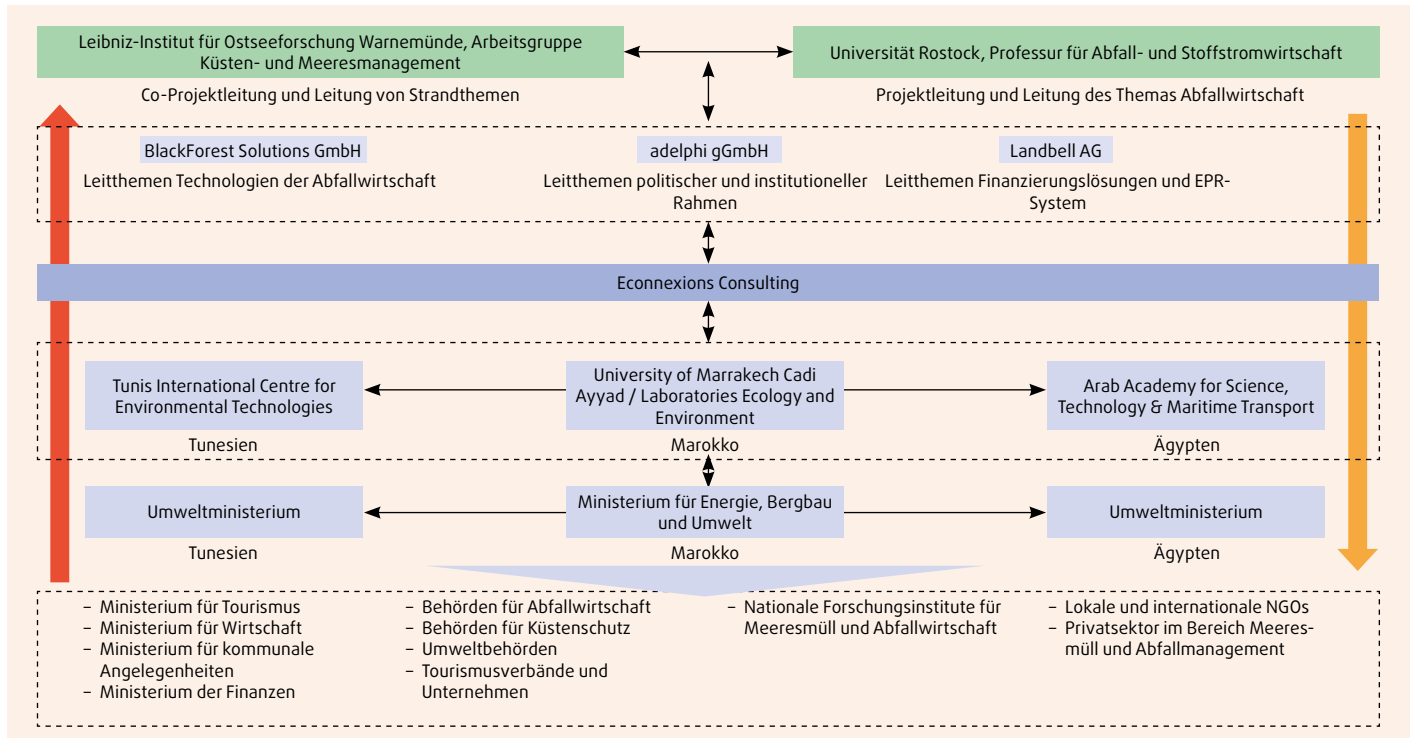 Leibniz-Institut für Ostseeforschung Warnemünde, Arbeitsgruppe
Küsten- und Meeresmanagement
Universität Rostock, Professur für Abfall- und Stoffstromwirtschaft
Co-Projektleitung und Leitung von Strandthemen
Projektleitung und Leitung des Themas Abfallwirtschaft
BlackForest Solutions GmbH
Leitthemen Technologien der Abfallwirtschaft
adelphi gGmbH
Leitthemen politischer und institutioneller
Rahmen
Landbell AG
Leitthemen Finanzierungslösungen und EPR-
System
Econnexions Consulting
Tunis International Centre for
Environmental Technologies
Tunesien
University of Marrakech Cadi
Ayyad / Laboratories Ecology and
Environment
Marokko
Arab Academy for Science,
Technology & Maritime Transport
Ägypten
Umweltministerium
Tunesien
Ministerium für Energie, Bergbau
und Umwelt
Marokko
Umweltministerium
Ägypten
– Ministerium für Tourismus
– Ministerium für Wirtschaft
– Ministerium für kommunale
Angelegenheiten
– Ministerium der Finanzen
– Behörden für Abfallwirtschaft
– Behörden für Küstenschutz
– Umweltbehörden
– Tourismusverbände und
Unternehmen
– Nationale Forschungsinstitute für
Meeresmüll und Abfallwirtschaft
– Lokale und internationale NGOs
– Privatsektor im Bereich Meeres-
müll und Abfallmanagement